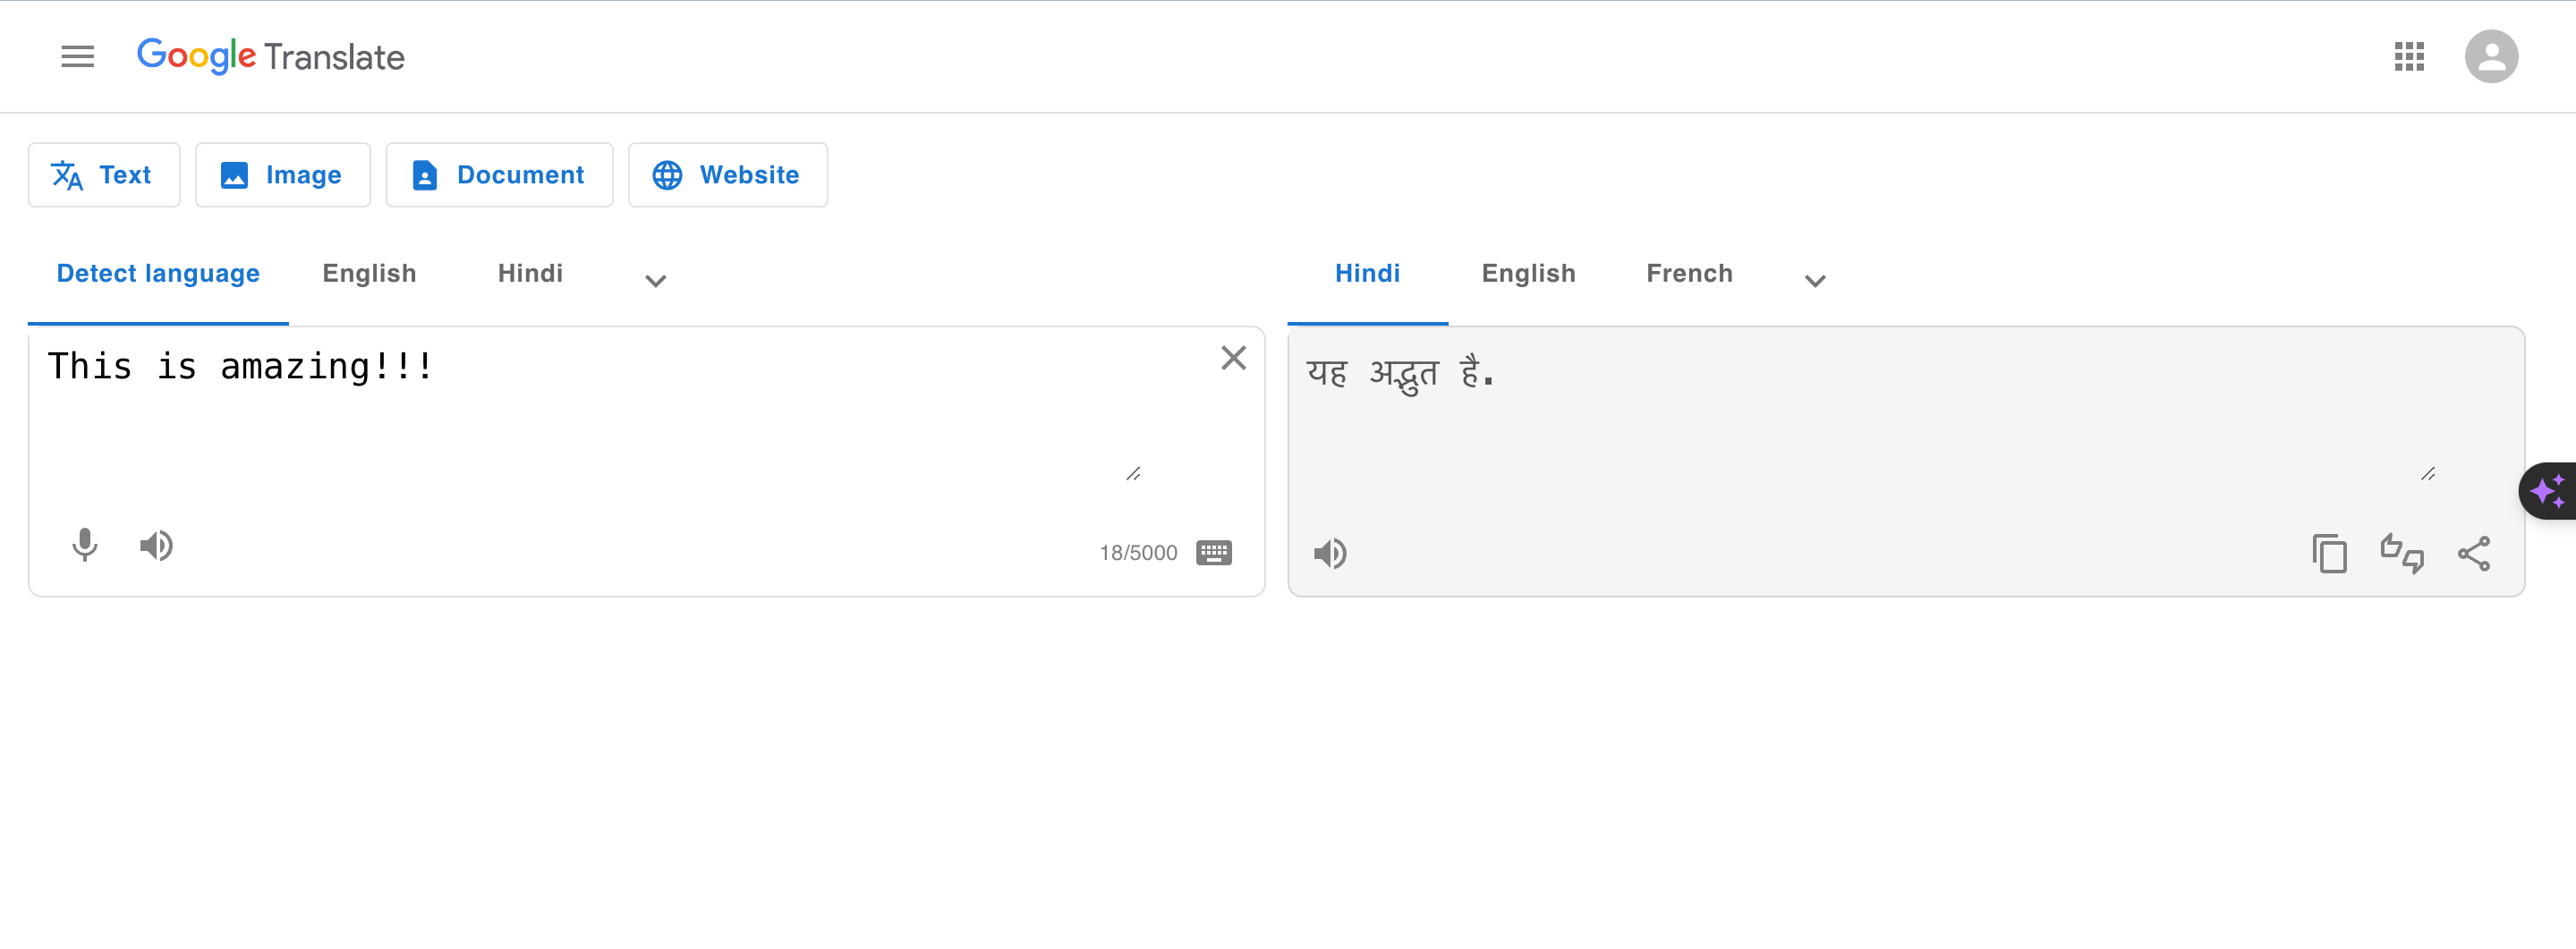 Google Translate
Text Image Document Website
Detect language English Hindi
Hindi English French
This is amazing!!!
यह अद्भुत है.
18/5000